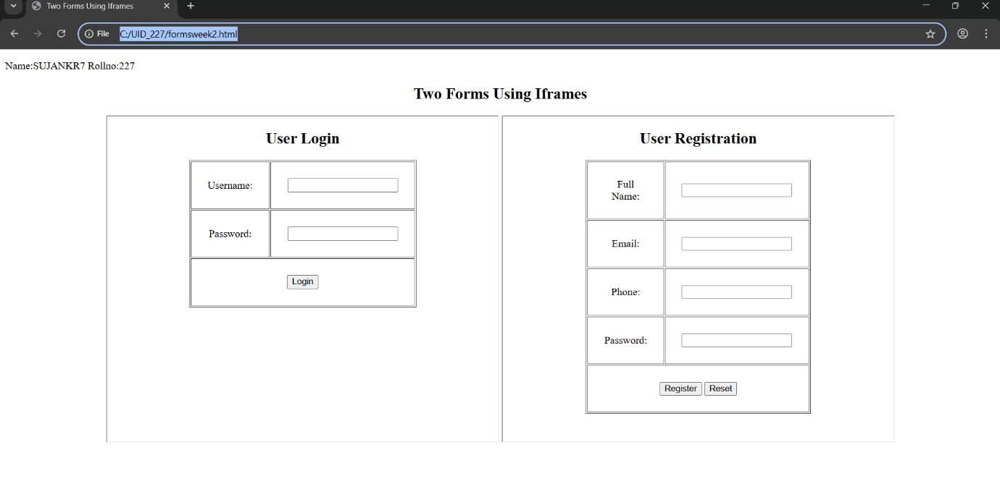 Two Forms Using Iframes
File C:/UID_227/formsweek2.html
Name:SUJANKR7 Rollno:227
Two Forms Using Iframes
User Login
Username:
Password:
Login
User Registration
Full
Name:
Email:
Phone:
Password:
Register Reset